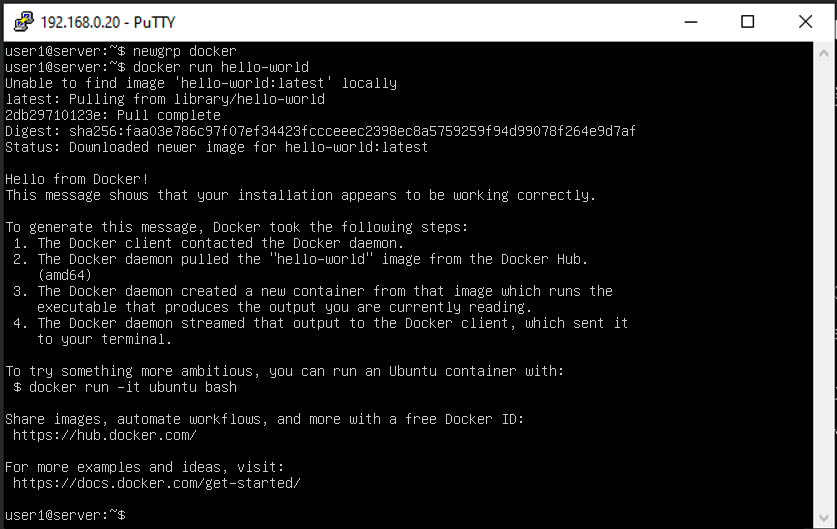 192.168.0.20 - PuTTY
user1@server:~$ newgrp docker
user1@server:~$ docker run hello-world
Unable to find image 'hello-world:latest' locally
latest: Pulling from library/hello-world
2db29710123e: Pull complete
Digest: sha256:faa03e786c97f07ef34423fccceeec2398ec8a5759259f94d99078f264e9d7af
Status: Downloaded newer image for hello-world:latest
Hello from Docker!
This message shows that your installation appears to be working correctly.
To generate this message, Docker took the following steps:
1. The Docker client contacted the Docker daemon.
2. The Docker daemon pulled the "hello-world" image from the Docker Hub.
(amd64)
3. The Docker daemon created a new container from that image which runs the
executable that produces the output you are currently reading.
4. The Docker daemon streamed that output to the Docker client, which sent it
to your terminal.
To try something more ambitious, you can run an Ubuntu container with:
$ docker run -it ubuntu bash
Share images, automate workflows, and more with a free Docker ID:
https://hub.docker.com/
For more examples and ideas, visit:
https://docs.docker.com/get-started/
user1@server:~$